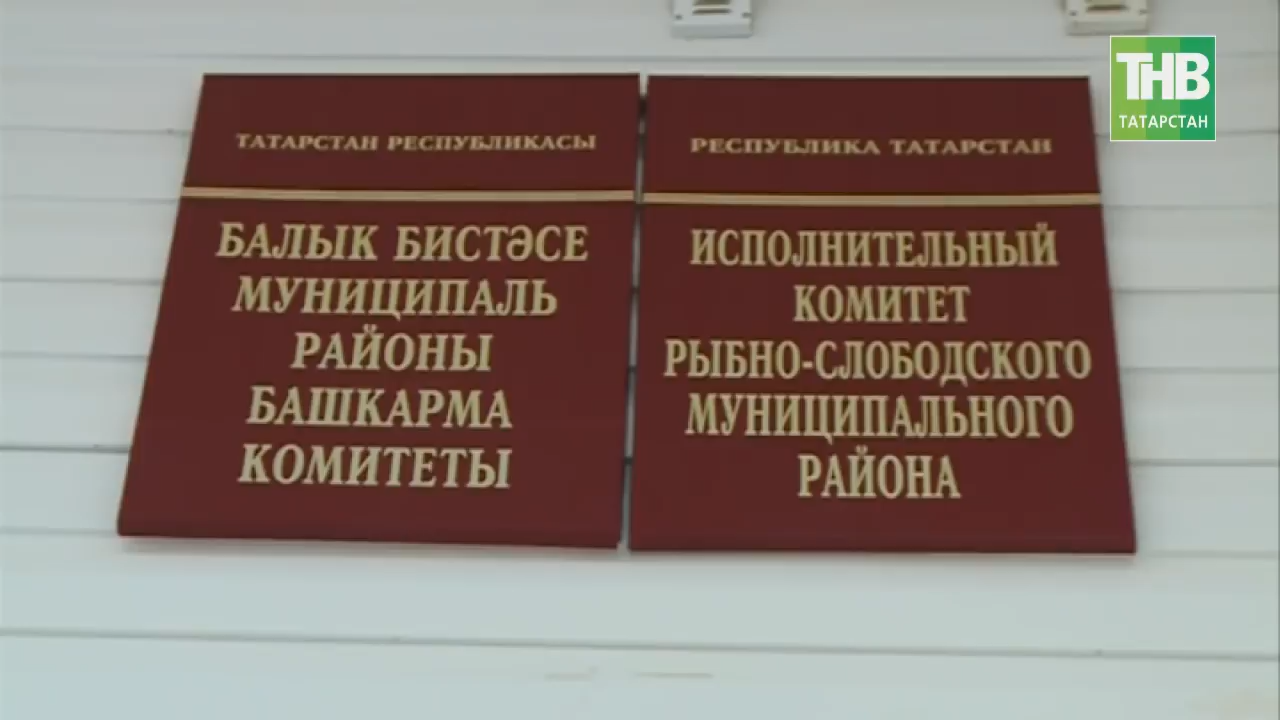 ТАТАРСТАН РЕСПУБЛИКАСЫ
БАЛЫК БИСТӘСЕ
МУНИЦИПАЛЬ
РАЙОНЫ
БАШКАРМА
КОМИТЕТЫ
РЕСПУБЛИКА ТАТАРСТАН
ИСПОЛНИТЕЛЬНЫЙ
КОМИТЕТ
РЫБНО-СЛОБОДСКОГО
МУНИЦИПАЛЬНОГО
РАЙОНА
ТНВ
ТАТАРСТАН